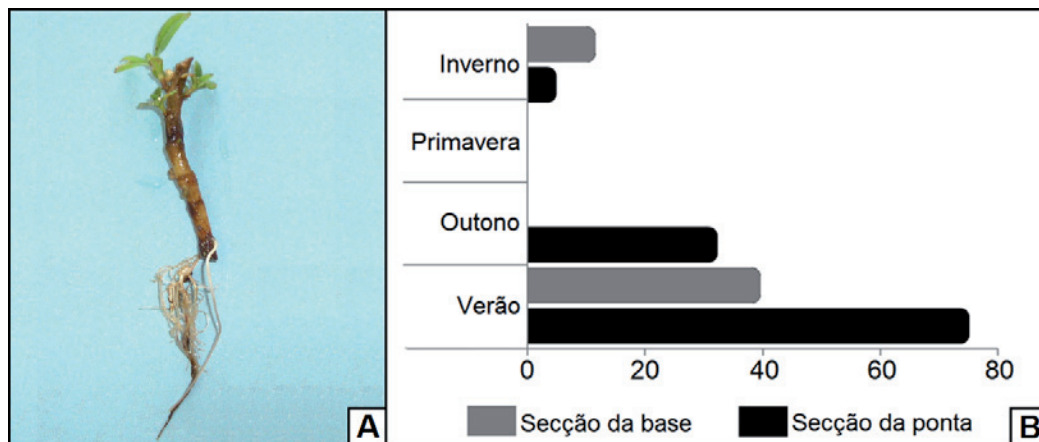 A
Inverno
Primavera
Outono
Verão
0 20 40 60 80
Secção da base Secção da ponta
B